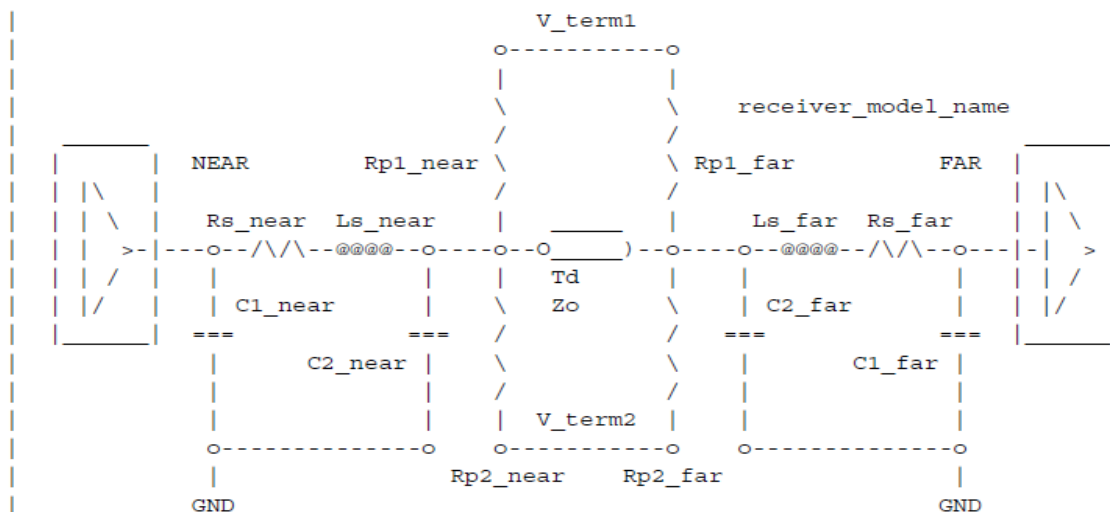 V_term1
receiver_model_name
NEAR Rp1_near Rp1_far FAR
Rs_near Ls_near Ls_far Rs_far
Td
C1_near Zo C2_far
C2_near C1_far
V_term2
Rp2_near Rp2_far
GND GND